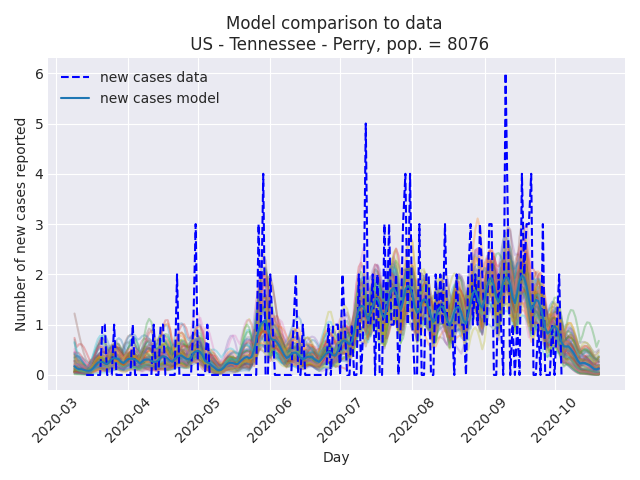 Model comparison to data
US - Tennessee - Perry, pop. = 8076
new cases data
new cases model
Number of new cases reported
6
5
4
3
2
1
0
2020-03
2020-04
2020-05
2020-06
2020-07
2020-08
2020-09
2020-10
Day